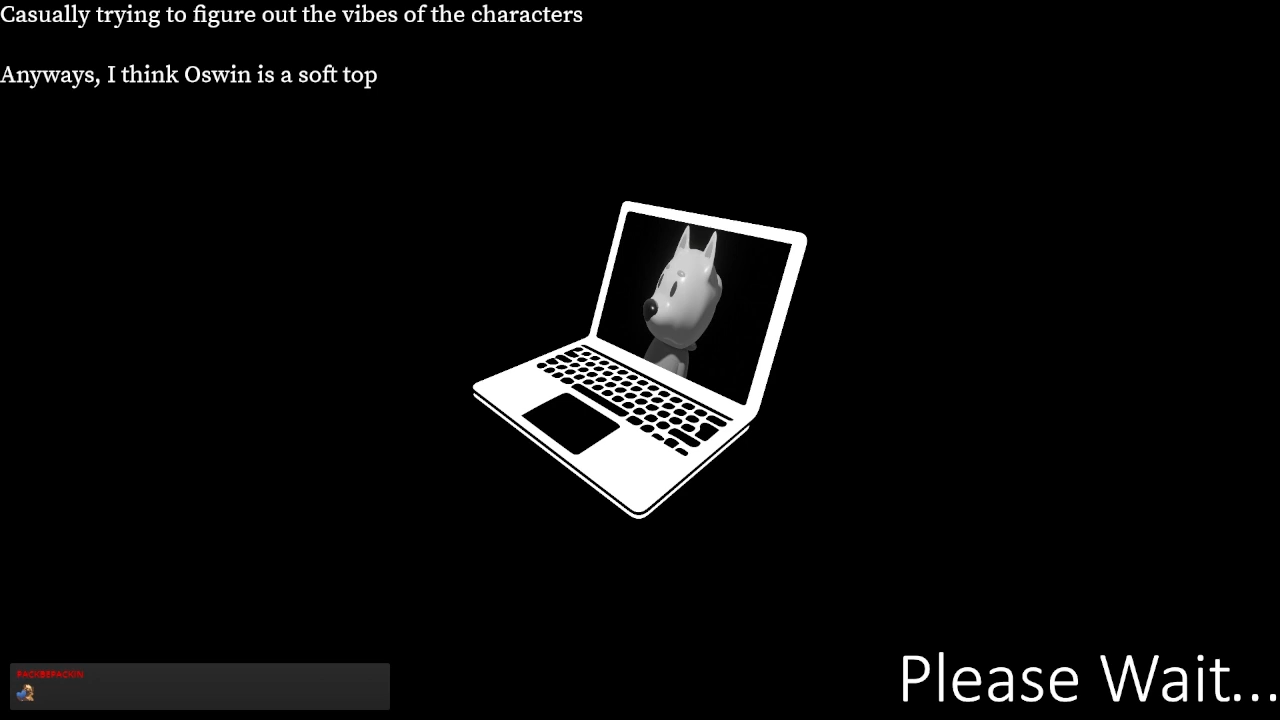 Casually trying to figure out the vibes of the characters
Anyways, I think Oswin is a soft top
Please Wait...